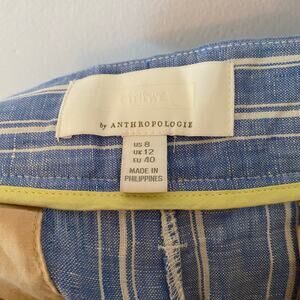 by ANTHROPOLOGIE
US 8
UK 12
EU 40
MADE IN
PHILIPPINES